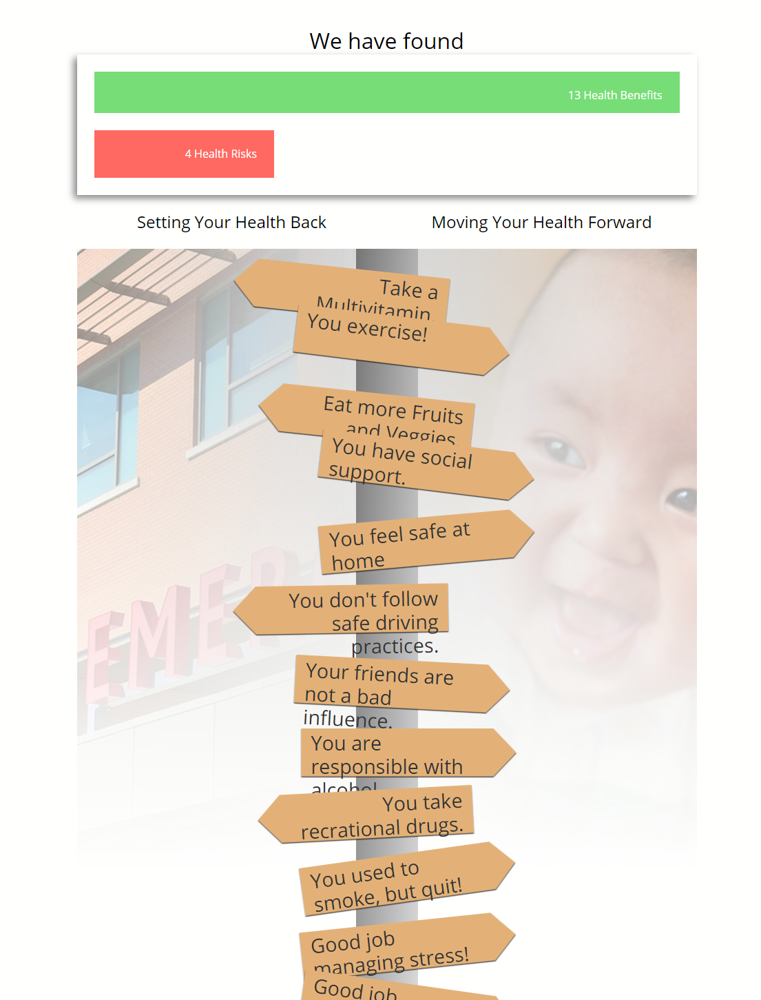 We have found
13 Health Benefits
4 Health Risks
Setting Your Health Back
Moving Your Health Forward
Take a
Multivitamin.
You exercise!
Eat more Fruits
and Veggies.
You have social
support.
You feel safe at
home
EMER
You don't follow
safe driving
practices.
Your friends are
not a bad
influence.
You are
responsible with
alcohol
You take
recrational drugs.
You used to
smoke, but quit!
Good job
managing stress!
Good job